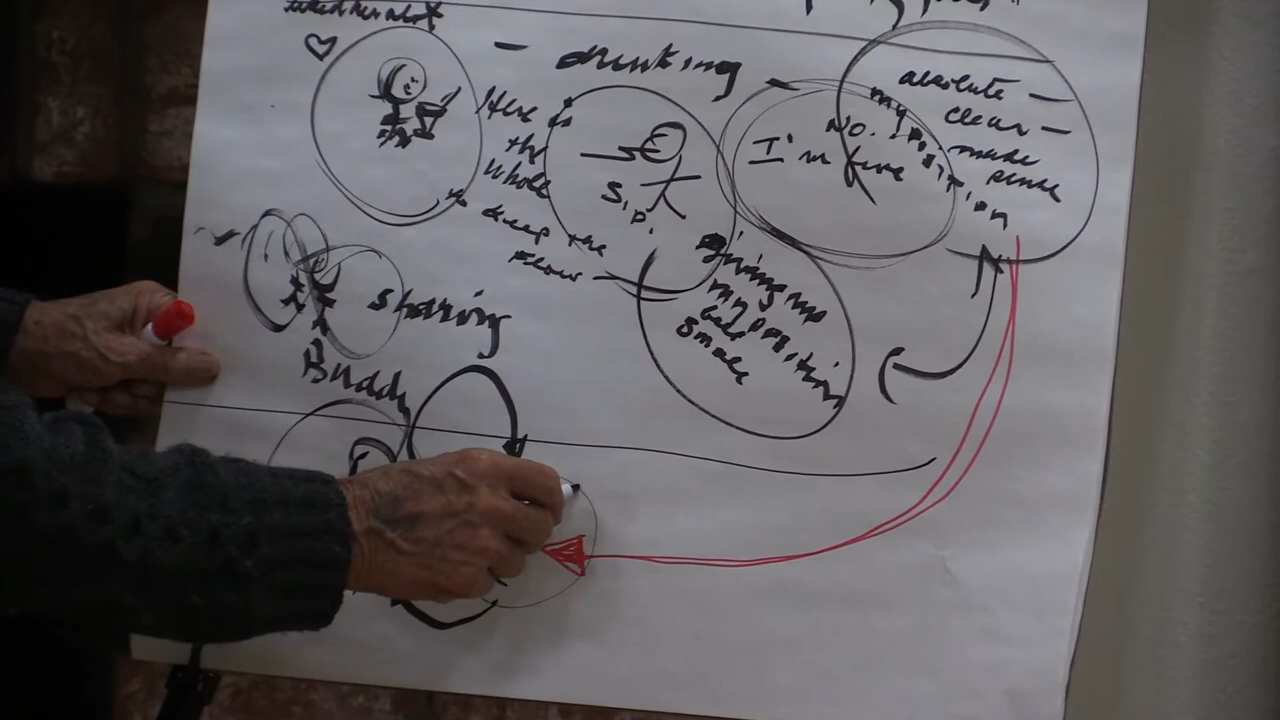 - drinking -
absolute -
clear -
made
sense
my position
No.
I'm fine
Here is
the
whole
to keep the
Flow
S.P.
giving up
my position
small
sharing
Buddy